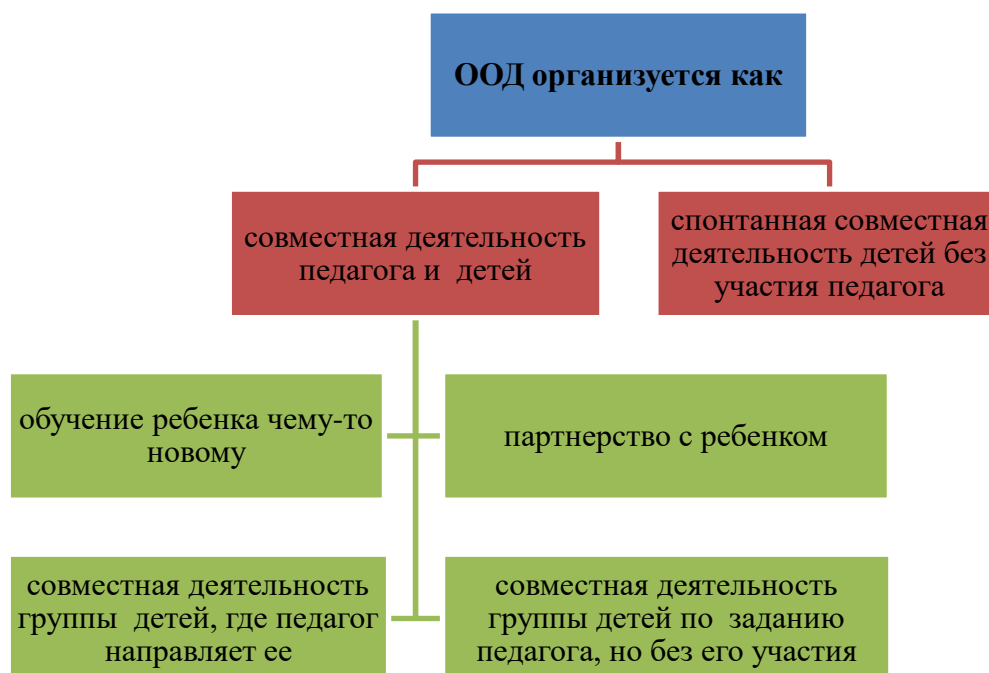 ООД организуется как
совместная деятельность
педагога и детей
спонтанная совместная
деятельность детей без
участия педагога
обучение ребенка чему-то
новому
партнерство с ребенком
совместная деятельность
группы детей, где педагог
направляет ее
совместная деятельность
группы детей по заданию
педагога, но без его участия